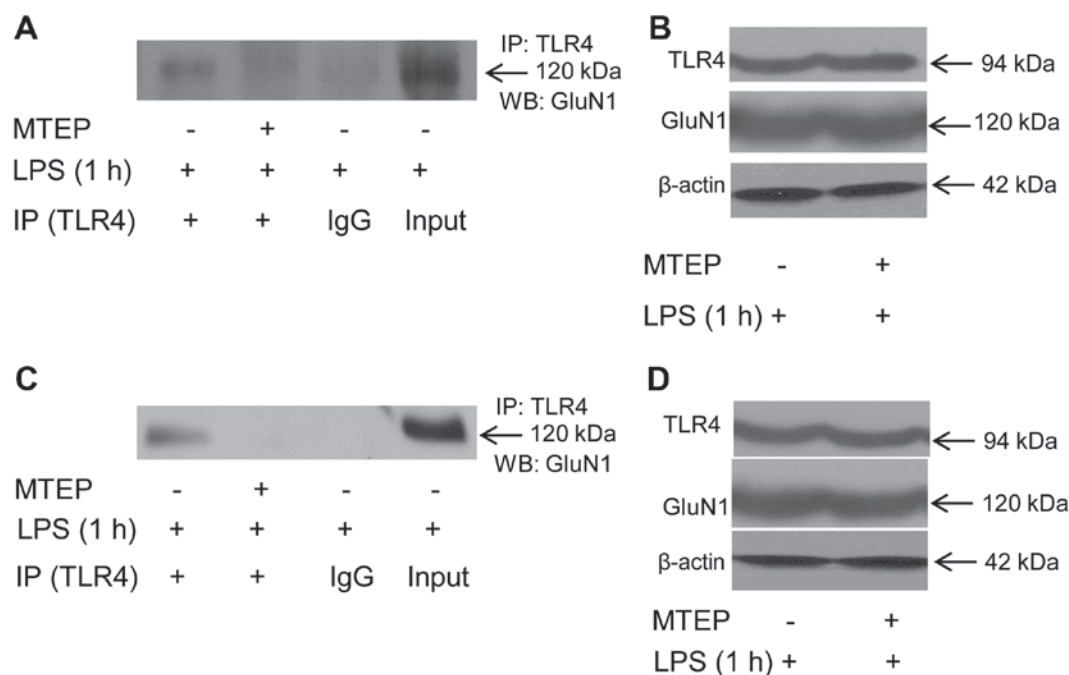 A
IP: TLR4
120 kDa
WB: GluN1
MTEP - + - -
LPS (1 h) + + + +
IP (TLR4) + + IgG Input
B
TLR4 94 kDa
GluN1 120 kDa
β-actin 42 kDa
MTEP - +
LPS (1 h) + +
C
IP: TLR4
120 kDa
WB: GluN1
MTEP - + - -
LPS (1 h) + + + +
IP (TLR4) + + IgG Input
D
TLR4 94 kDa
GluN1 120 kDa
β-actin 42 kDa
MTEP - +
LPS (1 h) + +